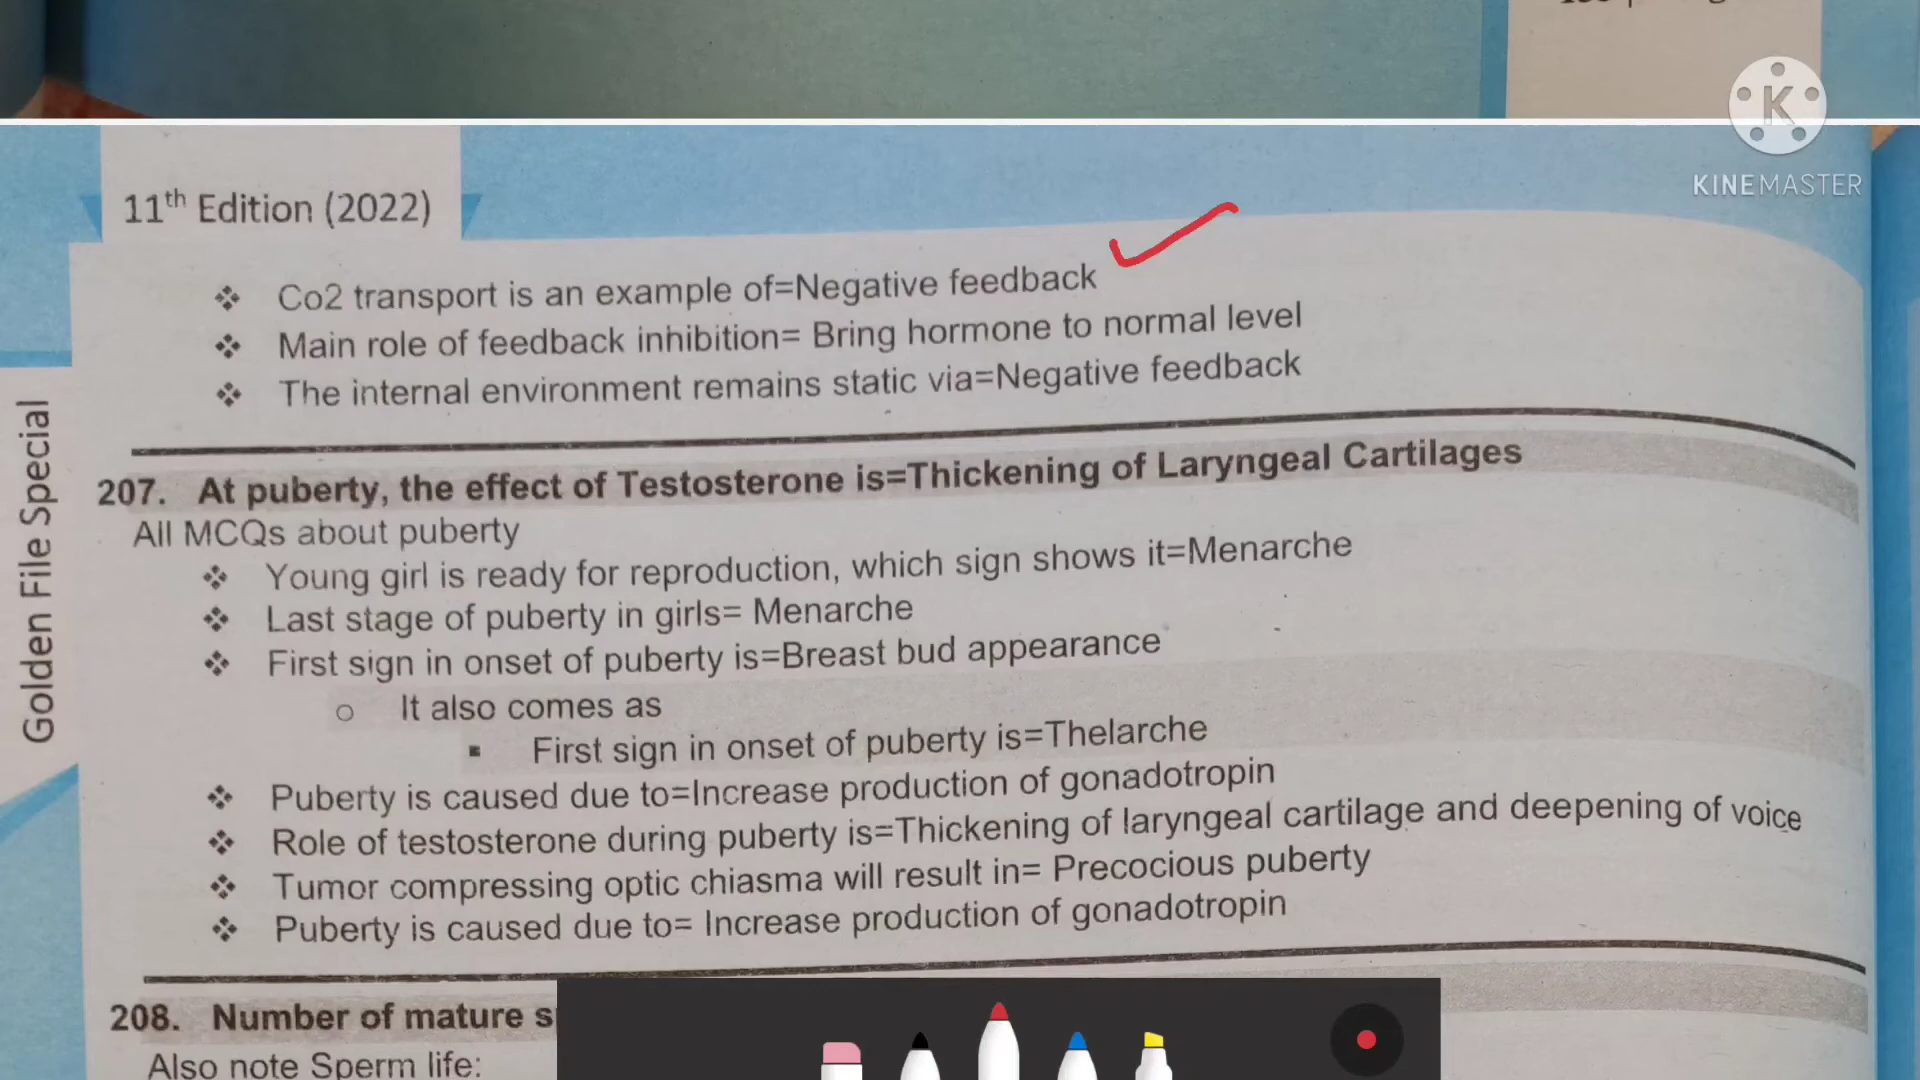 KINEMASTER
11th Edition (2022)
❖ Co2 transport is an example of=Negative feedback
❖ Main role of feedback inhibition= Bring hormone to normal level
❖ The internal environment remains static via=Negative feedback
Golden File Special
207. At puberty, the effect of Testosterone is=Thickening of Laryngeal Cartilages
All MCQs about puberty
❖ Young girl is ready for reproduction, which sign shows it=Menarche
❖ Last stage of puberty in girls= Menarche
❖ First sign in onset of puberty is=Breast bud appearance
o It also comes as
▪ First sign in onset of puberty is=Thelarche
❖ Puberty is caused due to=Increase production of gonadotropin
❖ Role of testosterone during puberty is=Thickening of laryngeal cartilage and deepening of voice
❖ Tumor compressing optic chiasma will result in= Precocious puberty
❖ Puberty is caused due to= Increase production of gonadotropin
208. Number of mature
Also note Sperm life: